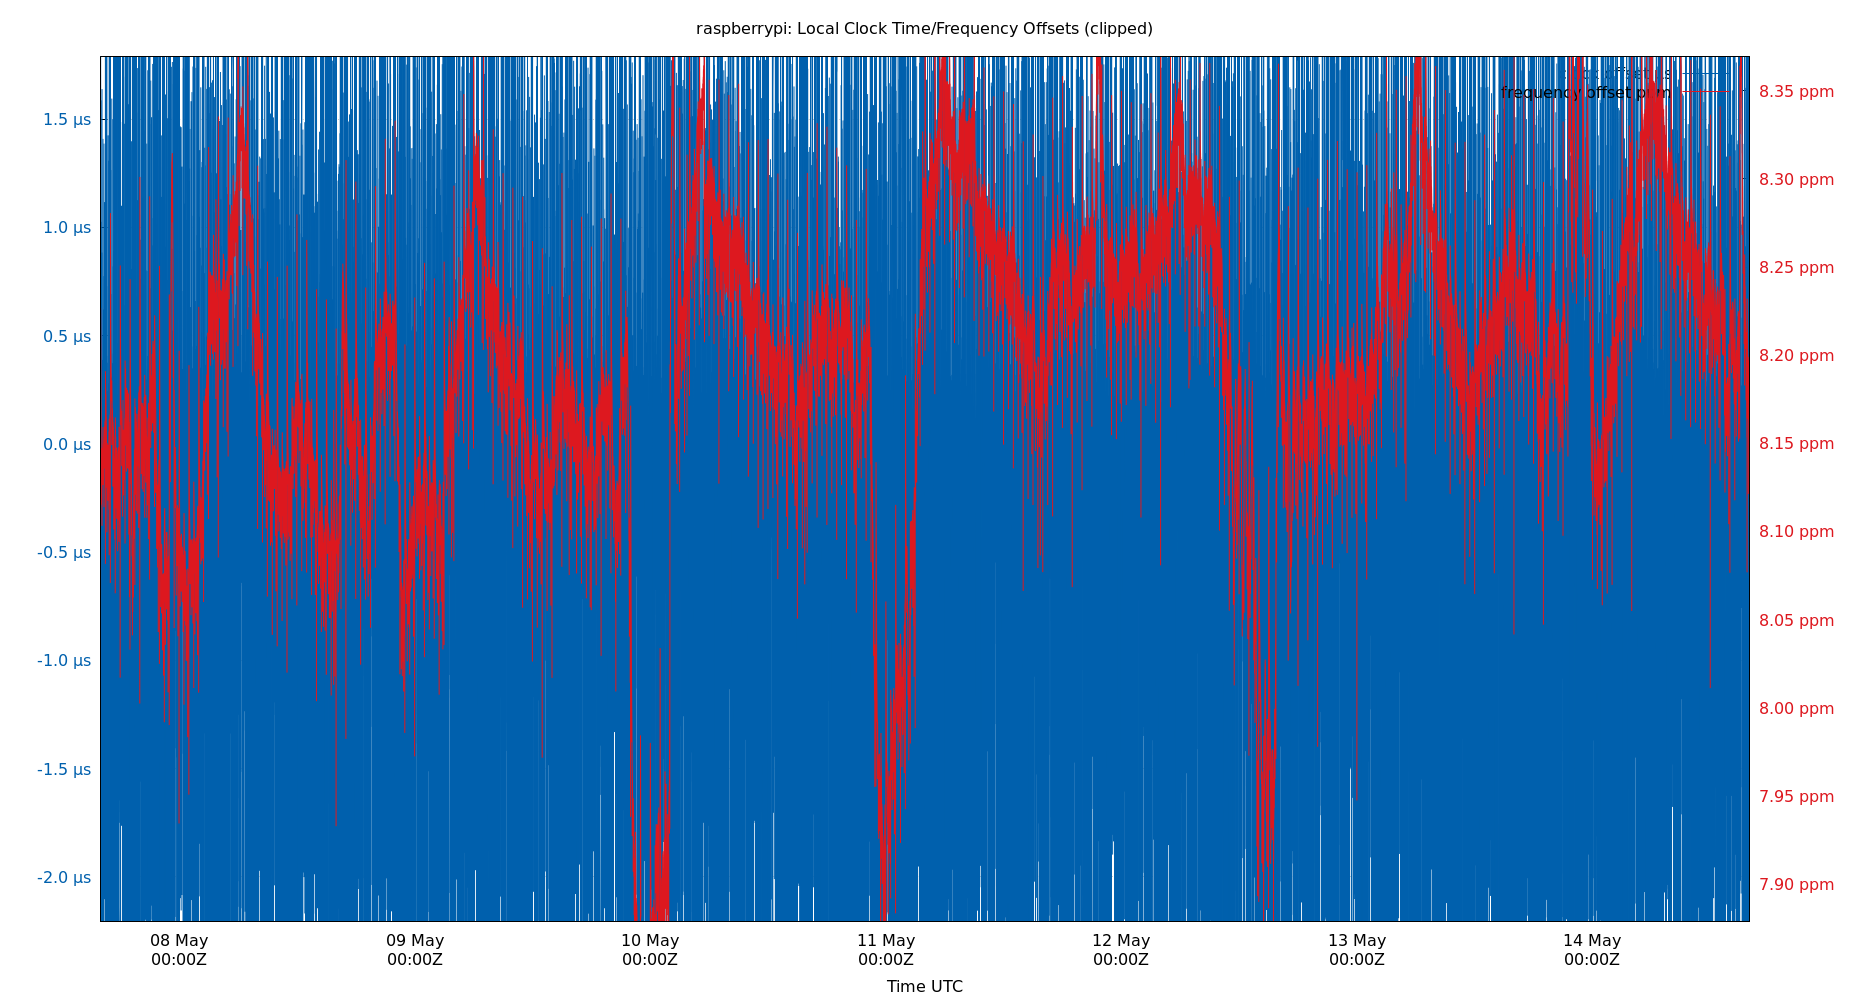 raspberrypi: Local Clock Time/Frequency Offsets (clipped)
frequency offset ppm
1.5 µs
1.0 µs
0.5 µs
0.0 µs
-0.5 µs
-1.0 µs
-1.5 µs
-2.0 µs
8.35 ppm
8.30 ppm
8.25 ppm
8.20 ppm
8.15 ppm
8.10 ppm
8.05 ppm
8.00 ppm
7.95 ppm
7.90 ppm
08 May
00:00Z
09 May
00:00Z
10 May
00:00Z
11 May
00:00Z
12 May
00:00Z
13 May
00:00Z
14 May
00:00Z
Time UTC